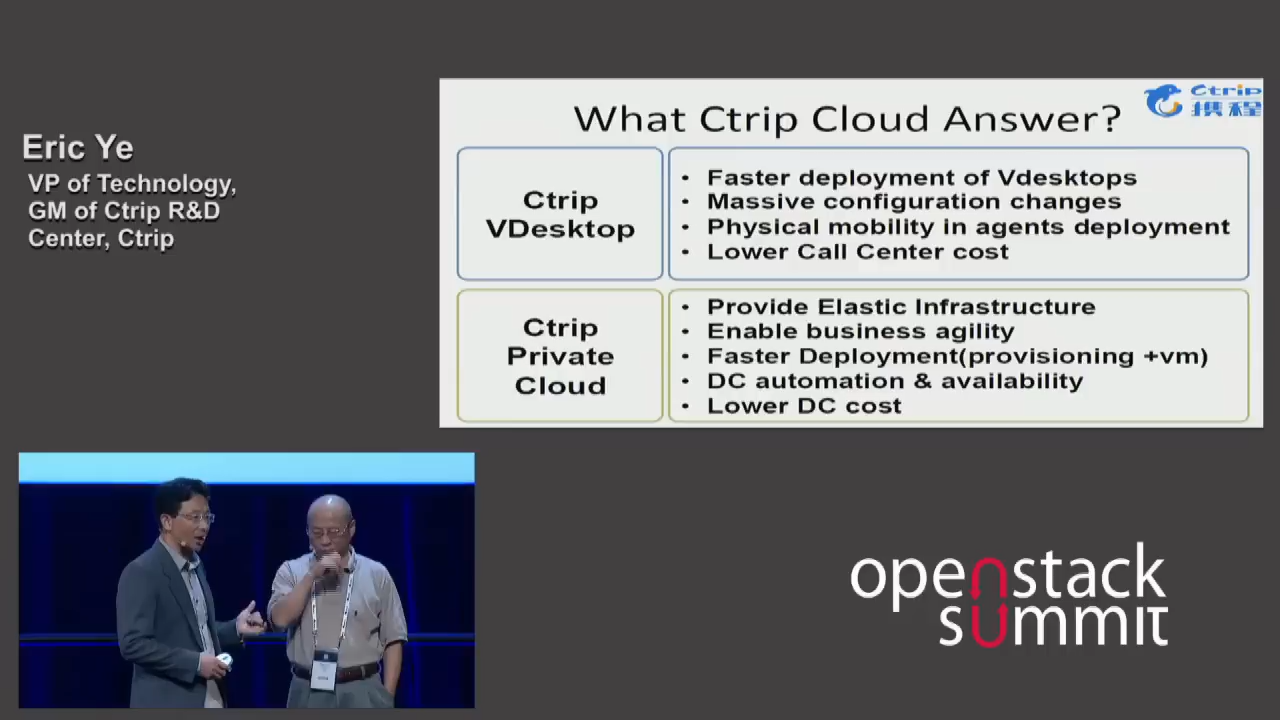 Eric Ye
VP of Technology,
GM of Ctrip R&D
Center, Ctrip
Ctrip
携程
What Ctrip Cloud Answer?
Ctrip
VDesktop
• Faster deployment of Vdesktops
• Massive configuration changes
• Physical mobility in agents deployment
• Lower Call Center cost
Ctrip
Private
Cloud
• Provide Elastic Infrastructure
• Enable business agility
• Faster Deployment(provisioning +vm)
• DC automation & availability
• Lower DC cost
openstack
summit